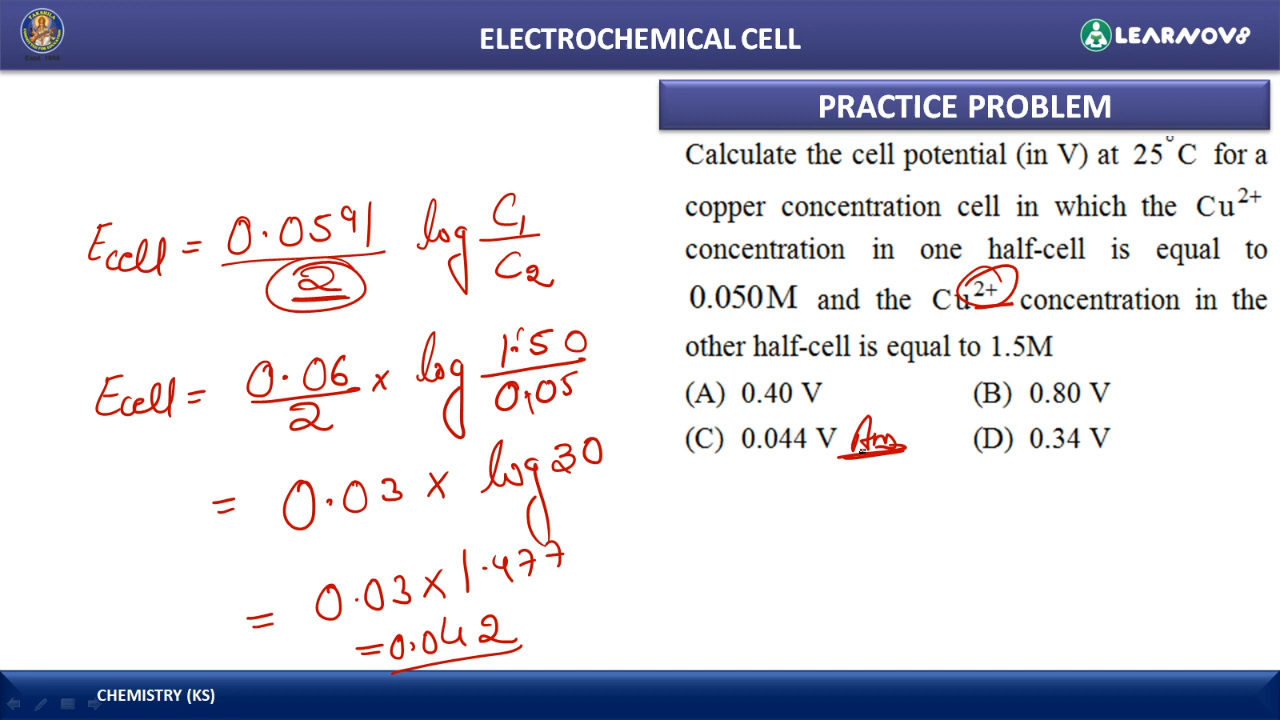 ELECTROCHEMICAL CELL
LEARNOV8
PRACTICE PROBLEM
Calculate the cell potential (in V) at 25°C for a
copper concentration cell in which the Cu²⁺
concentration in one half-cell is equal to
0.050M and the Cu²⁺ concentration in the
other half-cell is equal to 1.5M
(A) 0.40 V (B) 0.80 V
(C) 0.044 V Ans (D) 0.34 V
Ecell = 0.0591/2 log C₁/C₂
Ecell = 0.06/2 × log 1.50/0.05
= 0.03 × log 30
= 0.03 × 1.477
= 0.042
CHEMISTRY (KS)